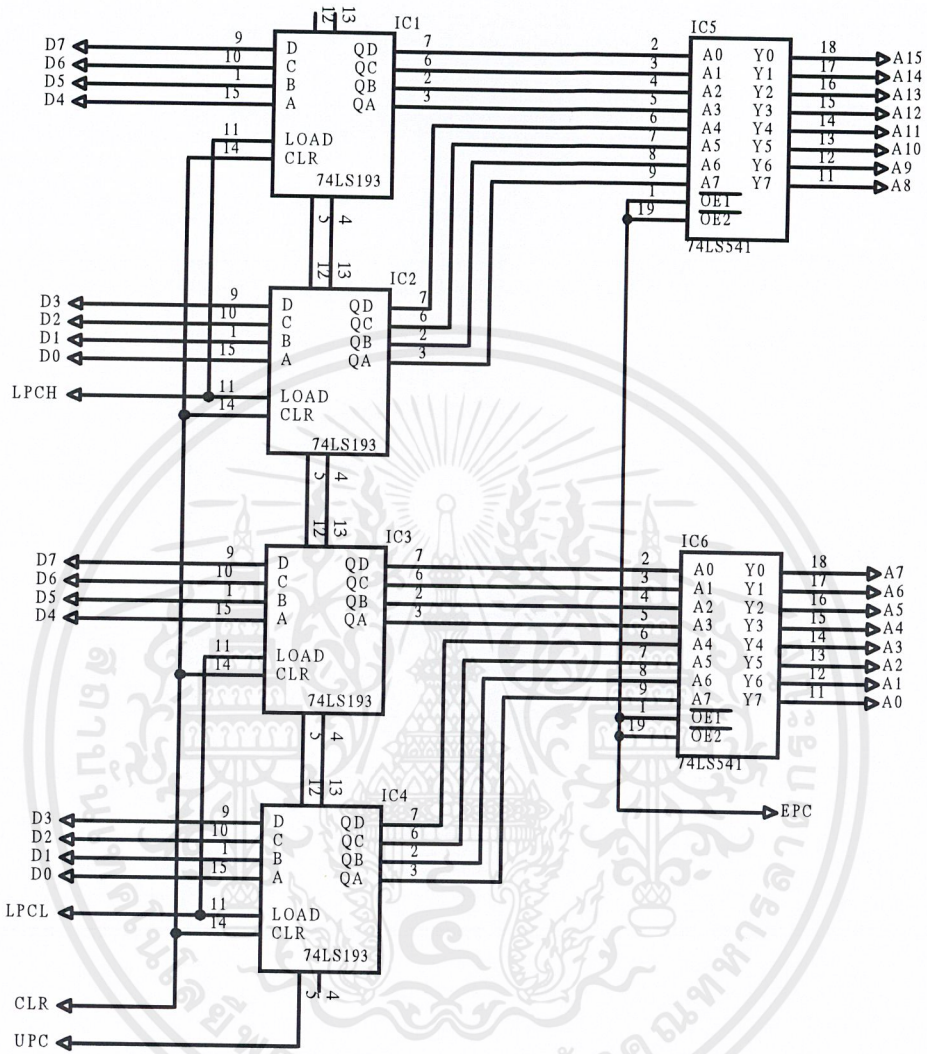 12 13 IC1 IC5
D7 9 D QD 7 2 A0 Y0 18 A15
D6 10 C QC 6 3 A1 Y1 17 A14
D5 1 B QB 2 4 A2 Y2 16 A13
D4 15 A QA 3 5 A3 Y3 15 A12
6 A4 Y4 14 A11
11 LOAD 7 A5 Y5 13 A10
14 CLR 8 A6 Y6 12 A9
9 A7 Y7 11 A8
74LS193 1 OE1
5 4 19 OE2
74LS541
12 13 IC2
D3 9 D QD 7
D2 10 C QC 6
D1 1 B QB 2
D0 15 A QA 3
LPCH 11 LOAD
14 CLR
74LS193
5 4
12 13 IC3 IC6
D7 9 D QD 7 2 A0 Y0 18 A7
D6 10 C QC 6 3 A1 Y1 17 A6
D5 1 B QB 2 4 A2 Y2 16 A5
D4 15 A QA 3 5 A3 Y3 15 A4
6 A4 Y4 14 A3
11 LOAD 7 A5 Y5 13 A2
14 CLR 8 A6 Y6 12 A1
9 A7 Y7 11 A0
74LS193 1 OE1
5 4 19 OE2
74LS541
12 13 IC4 EPC
D3 9 D QD 7
D2 10 C QC 6
D1 1 B QB 2
D0 15 A QA 3
LPCL 11 LOAD
14 CLR
74LS193
5 4
CLR
UPC